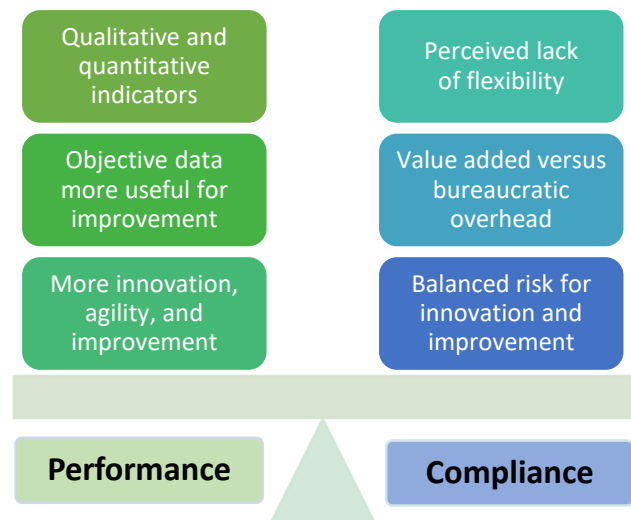 Qualitative and
quantitative
indicators
Objective data
more useful for
improvement
More innovation,
agility, and
improvement
Perceived lack
of flexibility
Value added versus
bureaucratic
overhead
Balanced risk for
innovation and
improvement
Performance
Compliance